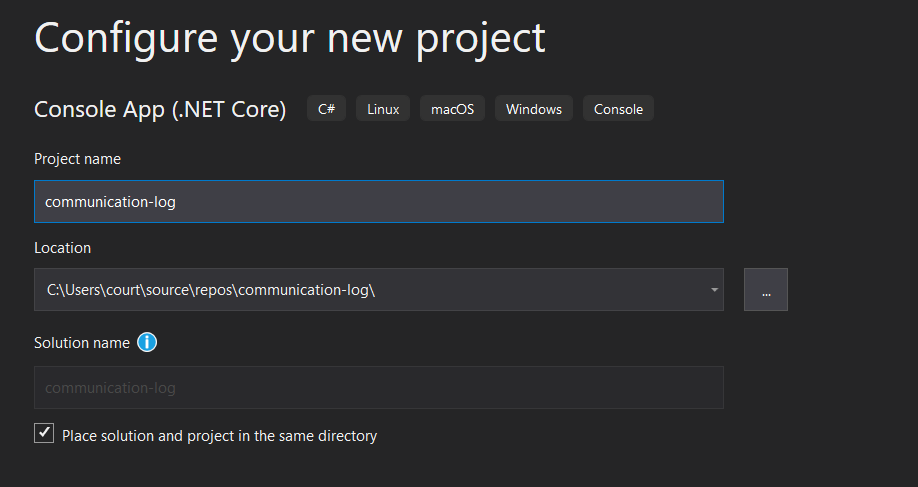 Configure your new project
Console App (.NET Core) C# Linux macOS Windows Console
Project name
communication-log
Location
C:\Users\court\source\repos\communication-log\
...
Solution name
communication-log
Place solution and project in the same directory